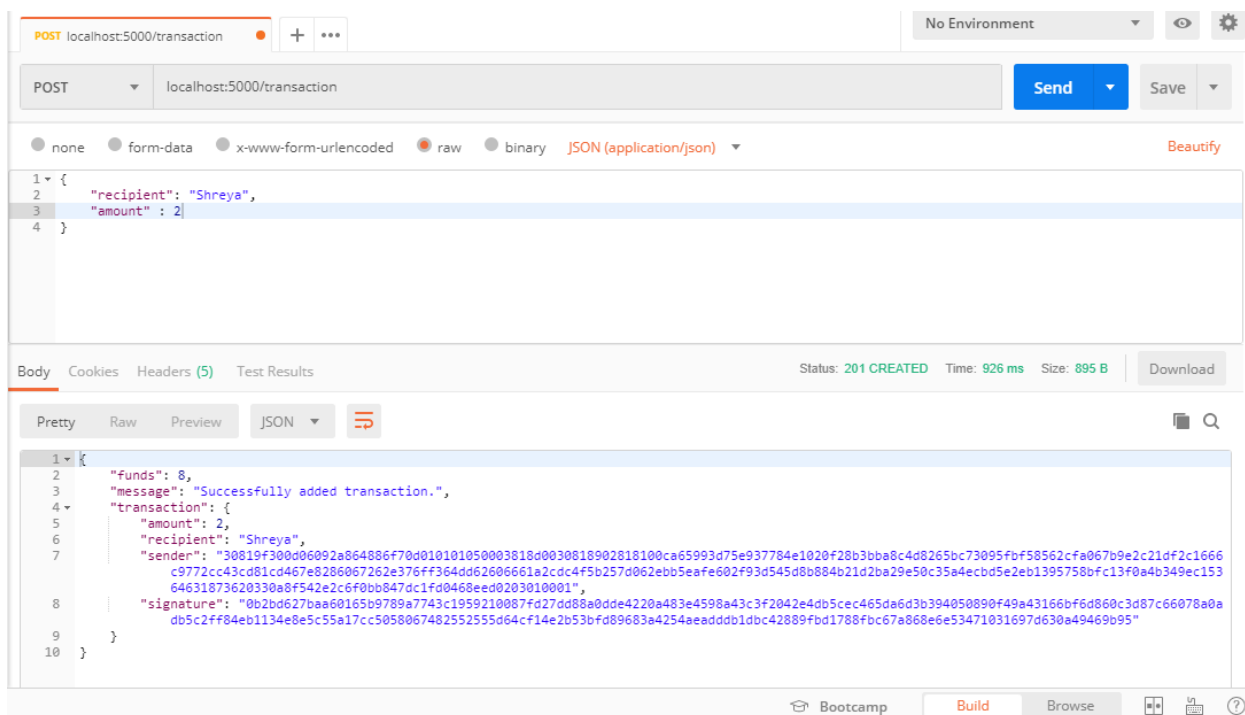 POST localhost:5000/transaction
No Environment
POST localhost:5000/transaction
Send
Save
none form-data x-www-form-urlencoded raw binary JSON (application/json)
Beautify
1 {
2 "recipient": "Shreya",
3 "amount" : 2
4 }
Body Cookies Headers (5) Test Results
Status: 201 CREATED Time: 926 ms Size: 895 B
Download
Pretty Raw Preview JSON
1 {
2 "funds": 8,
3 "message": "Successfully added transaction.",
4 "transaction": {
5 "amount": 2,
6 "recipient": "Shreya",
7 "sender": "30819f300d06092a864886f70d010101050003818d0030818902818100ca65993d75e937784e1020f28b3bba8c4d8265bc73095fbf58562cfa067b9e2c21df2c1666
c9772cc43cd81cd467e8286067262e376ff364dd62606661a2cdc4f5b257d062ebb5eafe602f93d545d8b884b21d2ba29e50c35a4ecbd5e2eb1395758bfc13f0a4b349ec153
64631873620330a8f542e2c6f0bb847dc1fd0468eed0203010001",
8 "signature": "0b2bd627baa60165b9789a7743c1959210087fd27dd88a0dde4220a483e4598a43c3f2042e4db5cec465da6d3b394050890f49a43166bf6d860c3d87c66078a0a
db5c2ff84eb1134e8e5c55a17cc5058067482552555d64cf14e2b53bfd89683a4254aeadddb1dbc42889fbd1788fbc67a868e6e53471031697d630a49469b95"
9 }
10 }
Bootcamp
Build
Browse